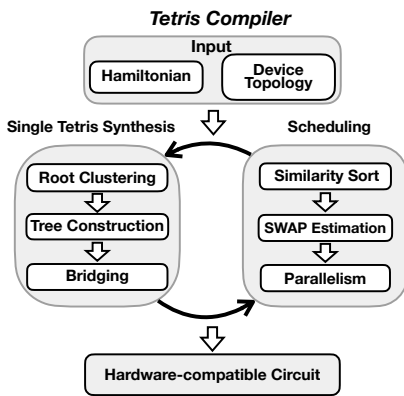 Tetris Compiler
Input
Hamiltonian
Device
Topology
Single Tetris Synthesis
Scheduling
Root Clustering
Tree Construction
Bridging
Similarity Sort
SWAP Estimation
Parallelism
Hardware-compatible Circuit